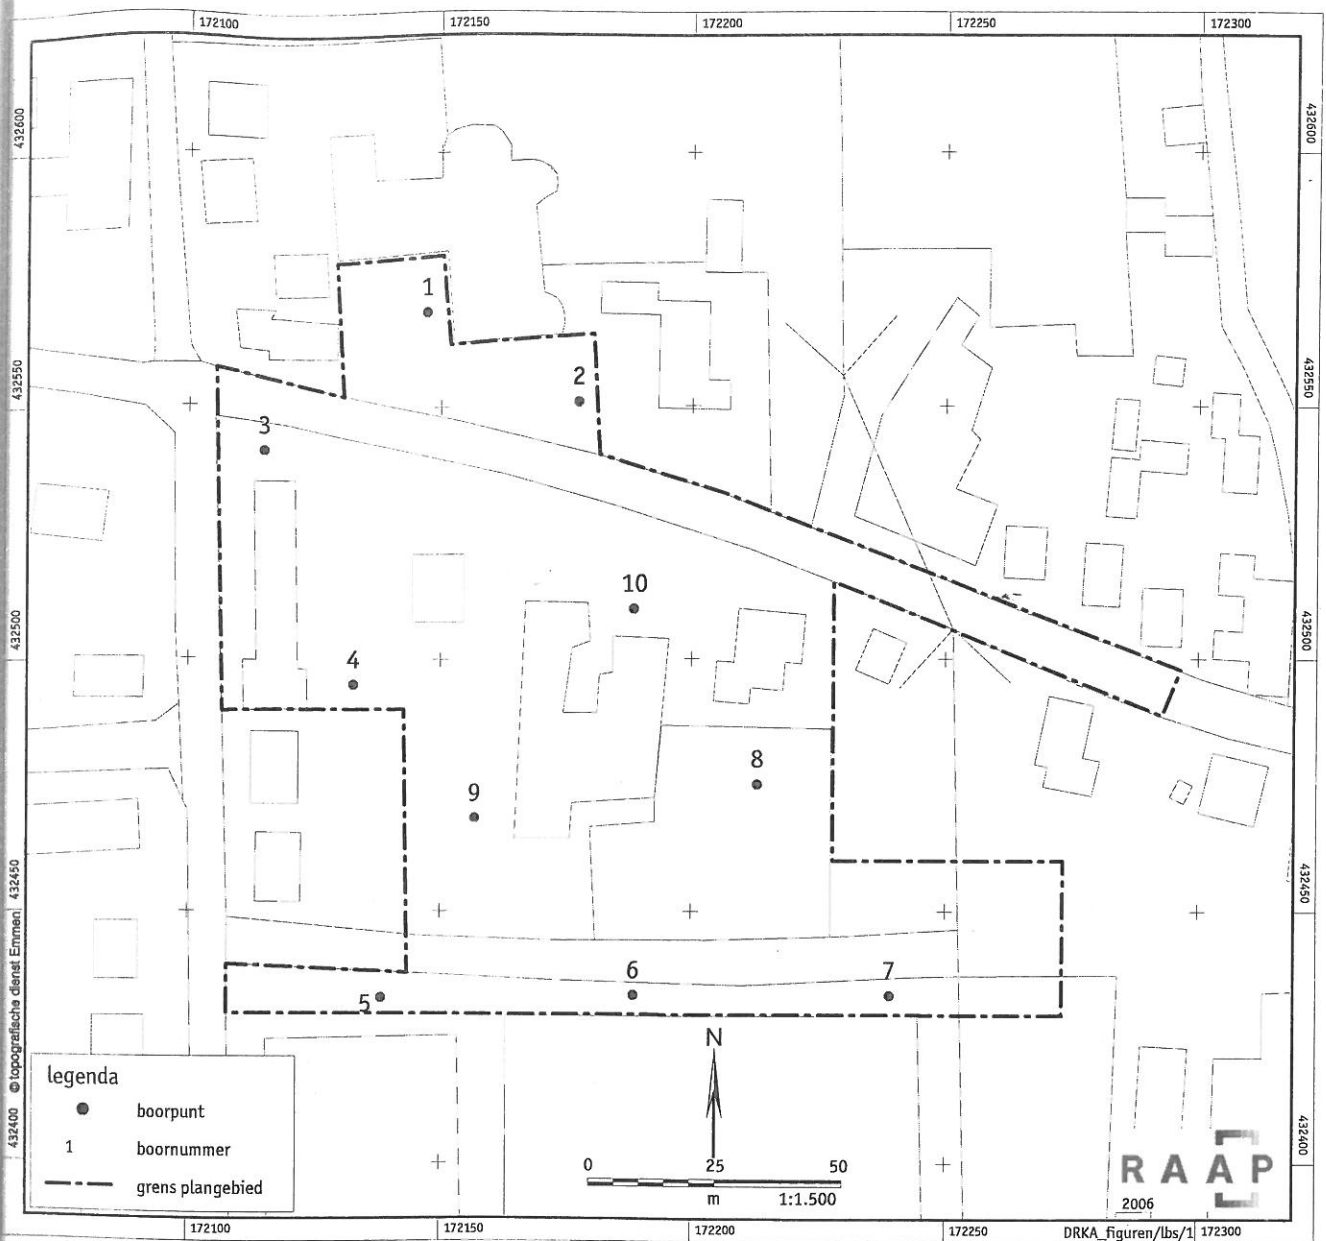 172100 172150 172200 172250 172300
432600 432600
432550 432550
432500 432500
432450 432450
432400 432400
1
2
3
10
4
8
9
6
7
5
© topografische dienst Emmen
N
legenda
boorpunt
1 boornummer
grens plangebied
0 25 50
m 1:1.500
RAAP
2006
172100 172150 172200 172250 172300
DRKA_figuren/lbs/1